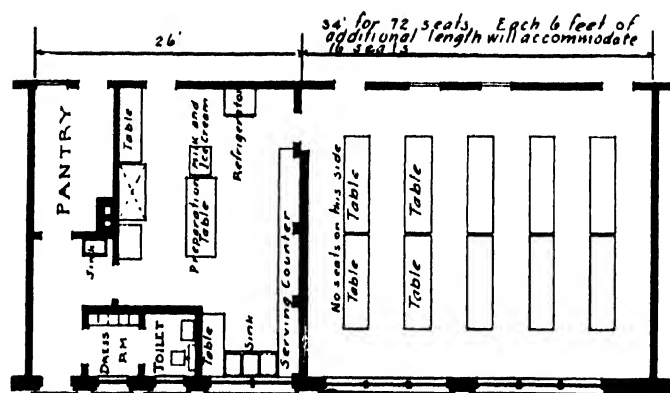 34' for 72 seats. Each 6 feet of
additional length will accommodate
16 seats
26'
PANTRY
Table
Milk and
Ice Cream
Refrigerator
Preparation
Table
Sink
Serving Counter
No seats on this side
Table
Table
Table
Table
DRESS
RM
TOILET
Table
Sink